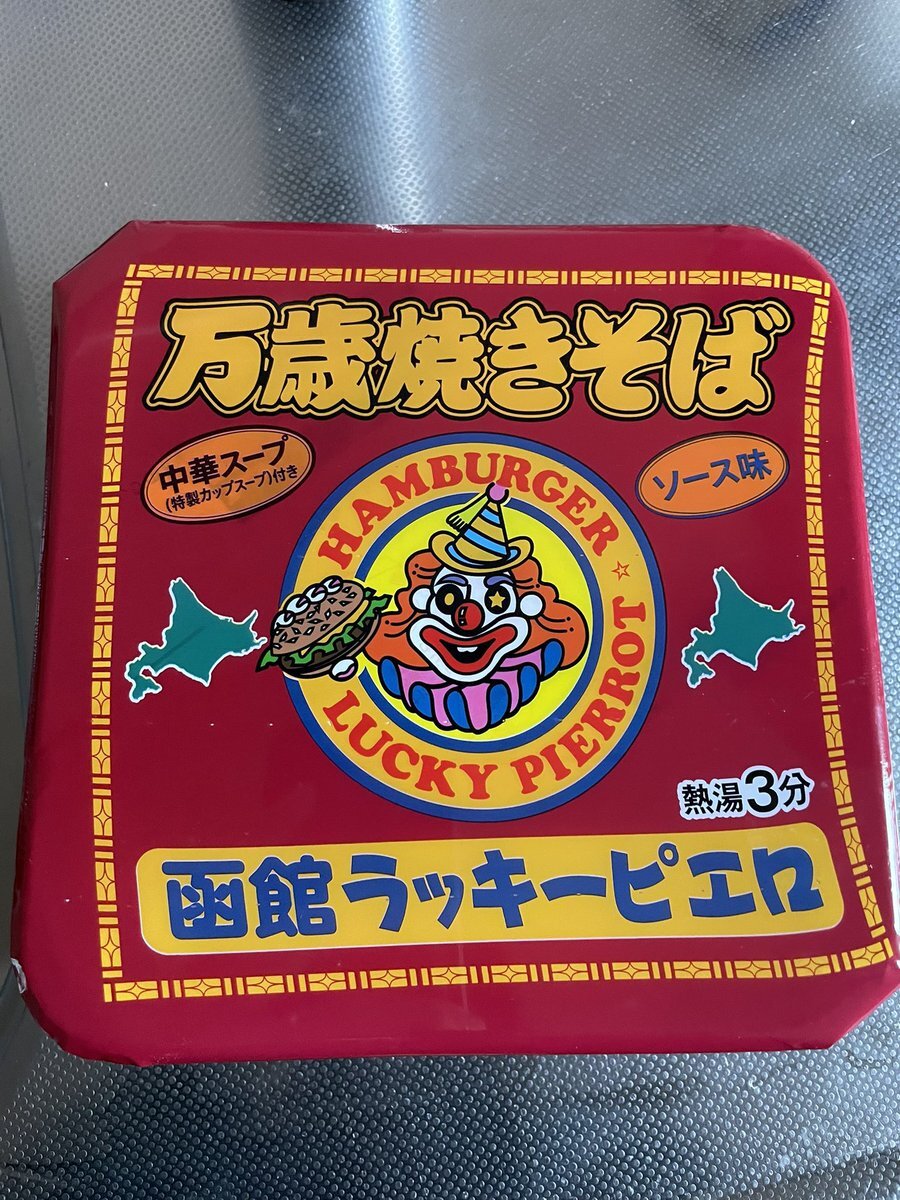 万歳焼きそば
中華スープ
(特製カップスープ)付き
ソース味
HAMBURGER
LUCKY PIERROT
熱湯3分
函館ラッキーピエロ